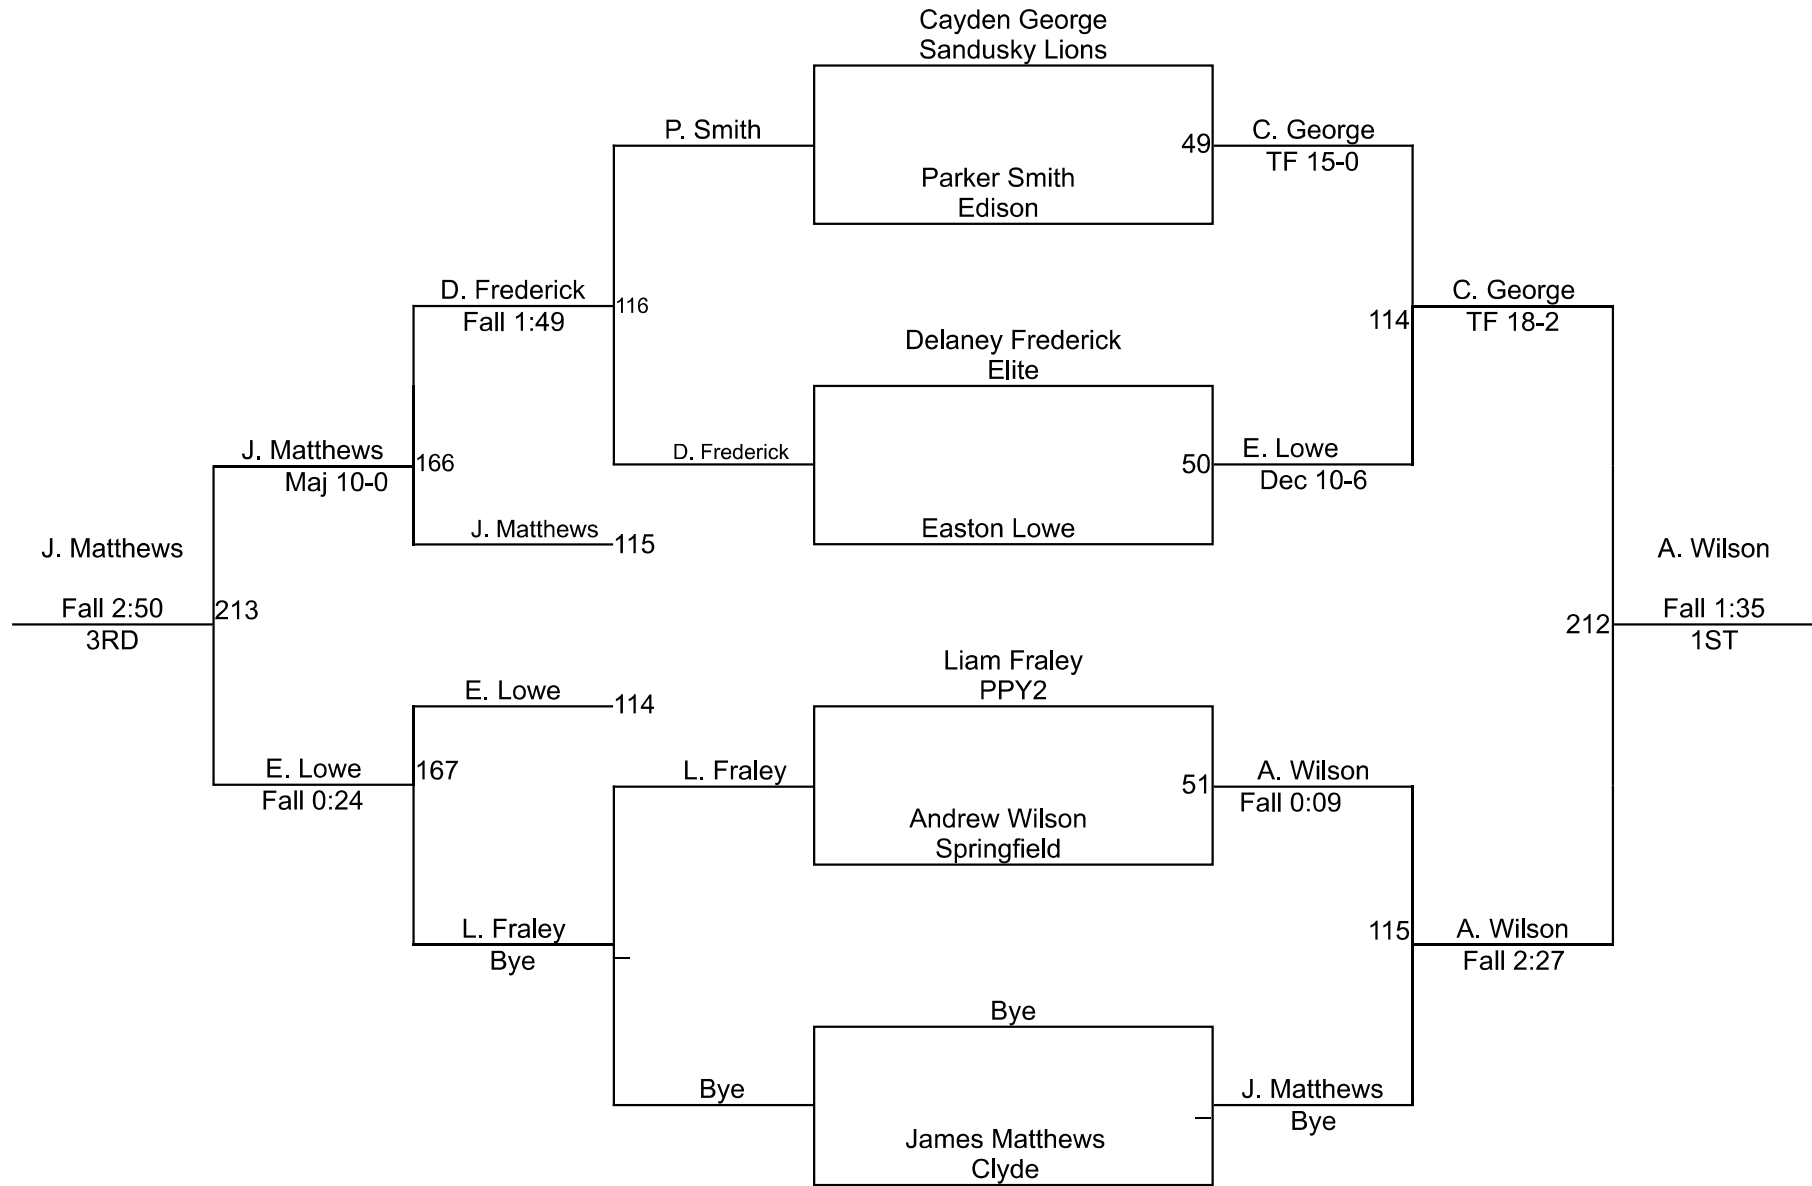 Cayden George
Sandusky Lions
P. Smith
49
C. George
TF 15-0
Parker Smith
Edison
D. Frederick
Fall 1:49
116
C. George
TF 18-2
114
Delaney Frederick
Elite
J. Matthews
Maj 10-0
166
D. Frederick
50
E. Lowe
Dec 10-6
J. Matthews
115
Easton Lowe
J. Matthews
Fall 2:50
3RD
213
A. Wilson
Fall 1:35
1ST
212
Liam Fraley
PPY2
E. Lowe
114
E. Lowe
Fall 0:24
167
L. Fraley
51
A. Wilson
Fall 0:09
Andrew Wilson
Springfield
L. Fraley
Bye
115
A. Wilson
Fall 2:27
Bye
Bye
J. Matthews
Bye
James Matthews
Clyde